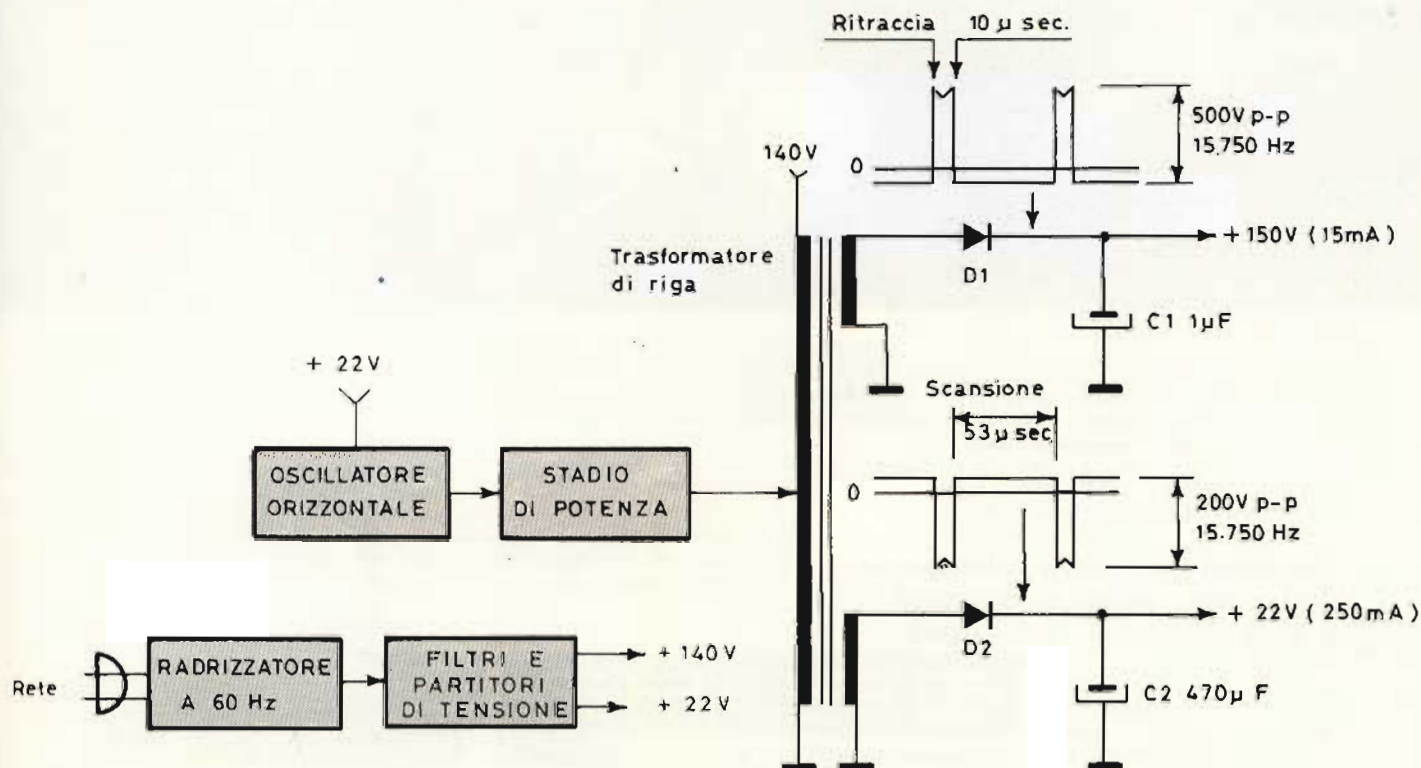 Ritraccia 10 μ sec.
500V p-p
15.750 Hz
140V
0
+ 150V (15mA)
D1
Trasformatore
di riga
C1 1μF
+ 22V
Scansione
53μ sec
OSCILLATORE
ORIZZONTALE
STADIO
DI POTENZA
0
200V p-p
15.750 Hz
+ 22V (250mA)
D2
Rete
RADRIZZATORE
A 60 Hz
FILTRI E
PARTITORI
DI TENSIONE
+ 140V
+ 22V
C2 470μF